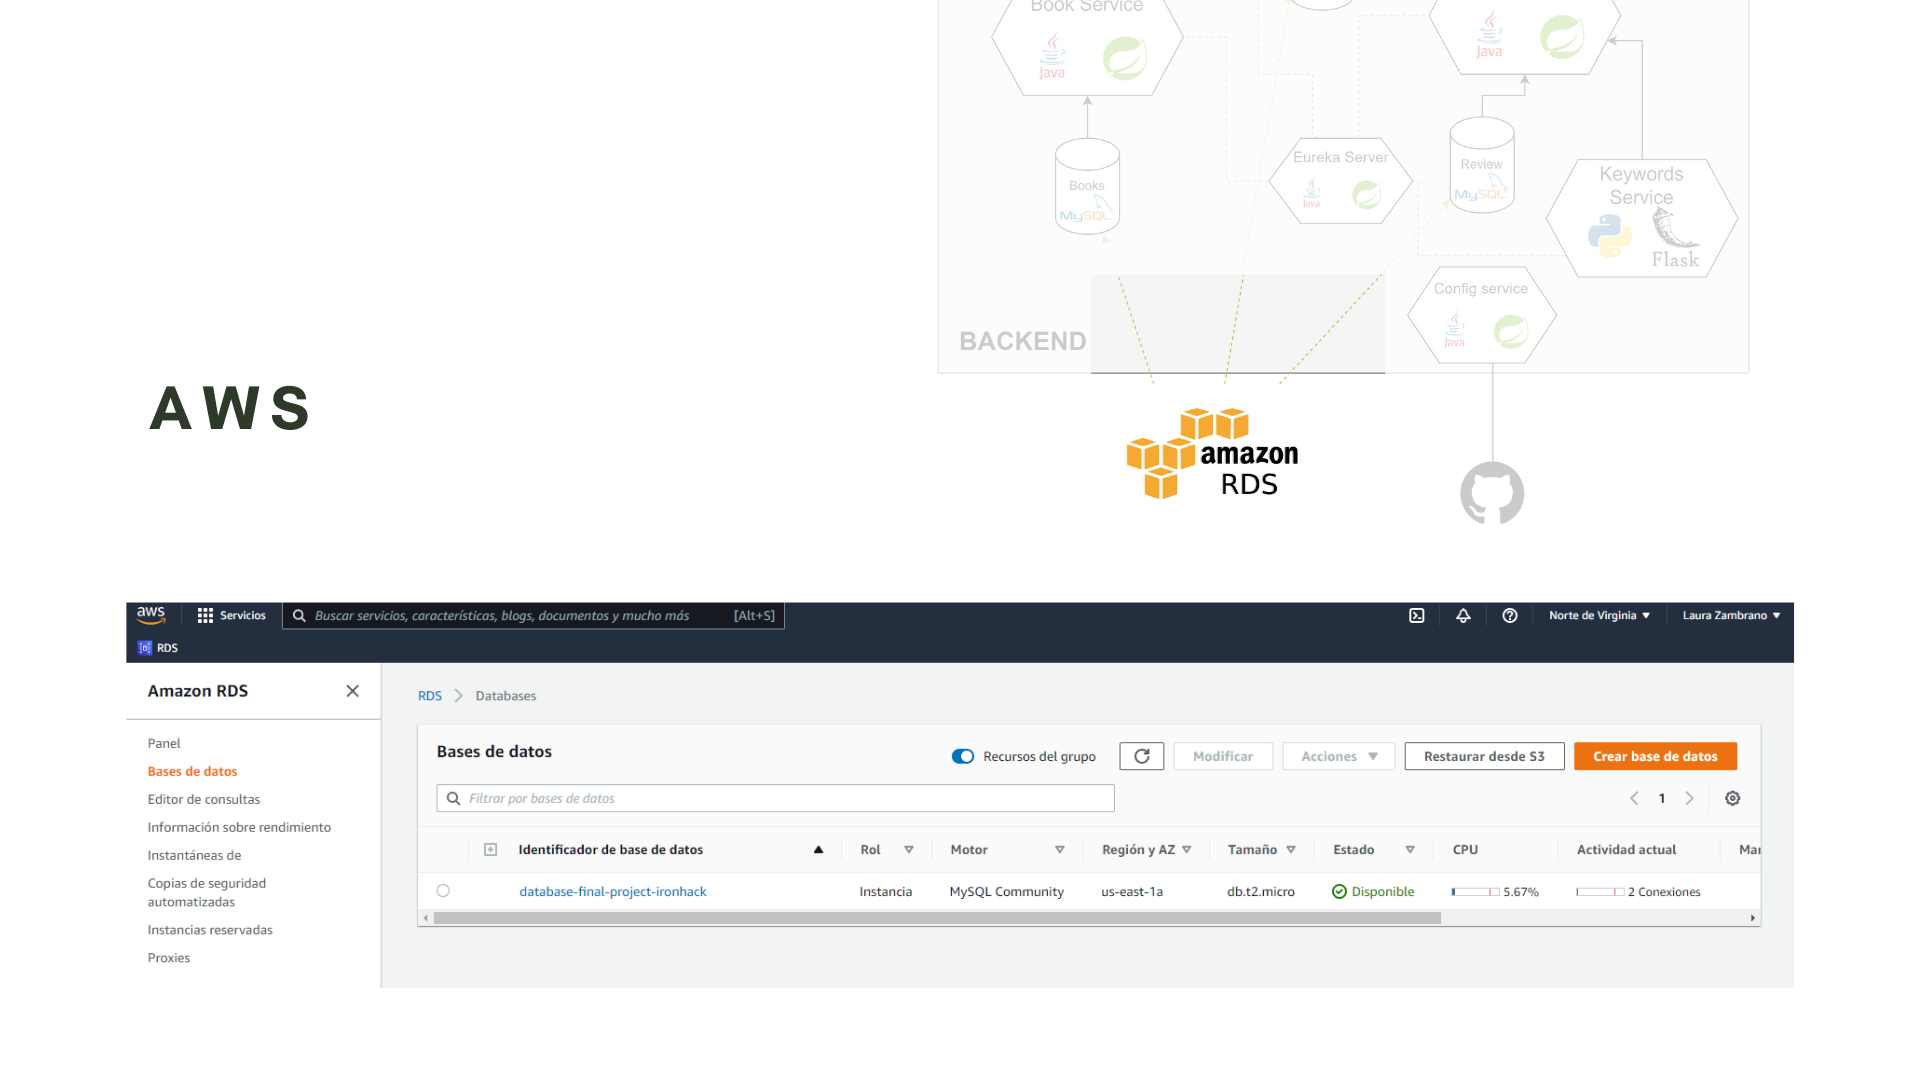 Book Service
Java
Java
Books
MySQL
Eureka Server
Java
Review
MySQL
Keywords
Service
Flask
Config service
Java
BACKEND
AWS
amazon
RDS
aws
Servicios
Buscar servicios, características, blogs, documentos y mucho más
[Alt+S]
Norte de Virginia
Laura Zambrano
RDS
Amazon RDS
RDS
Databases
Panel
Bases de datos
Editor de consultas
Información sobre rendimiento
Instantáneas de
Copias de seguridad
automatizadas
Instancias reservadas
Proxies
Bases de datos
Recursos del grupo
Modificar
Acciones
Restaurar desde S3
Crear base de datos
Filtrar por bases de datos
1
Identificador de base de datos
Rol
Motor
Región y AZ
Tamaño
Estado
CPU
Actividad actual
database-final-project-ironhack
Instancia
MySQL Community
us-east-1a
db.t2.micro
Disponible
5.67%
2 Conexiones